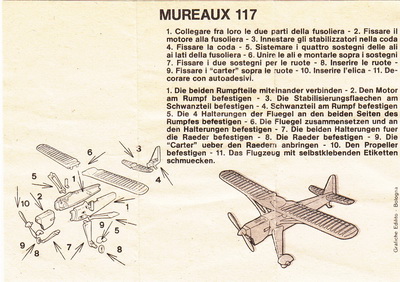 MUREAUX 117
1. Collegare fra loro le due parti della fusoliera - 2. Fissare il
motore alla fusoliera - 3. Innestare gli stabilizzatori nella coda
4. Fissare la coda - 5. Sistemare i quattro sostegni delle ali
ai lati della fusoliera - 6. Unire le ali e montarle sopra i sostegni
7. Fissare i due sostegni per le ruote - 8. Inserire le ruote -
9. Fissare i "carter" sopra le ruote - 10. Inserire l'elica - 11. De-
corare con autoadesivi.
1. Die beiden Rumpfteile miteinander verbinden - 2. Den Motor
am Rumpf befestigen - 3. Die Stabilisierungsflaechen am
Schwanzteil befestigen - 4. Schwanzteil am Rumpf befestigen
5. Die 4 Halterungen der Fluegel an den beiden Seiten des
Rumpfes befestigen - 6. Die Fluegel zusammensetzen und an
den Halterungen befestigen - 7. Die beiden Halterungen fuer
die Raeder befestigen - 8. Die Raeder befestigen - 9. Die
"Carter" ueber den Raedern anbringen - 10. Den Propeller
befestigen - 11. Das Flugzeug mit selbstklebenden Etiketten
schmuecken.
6
3
4
5
1
2
10
1
5
9
8
7
8
Grafiche Edilito - Bologna